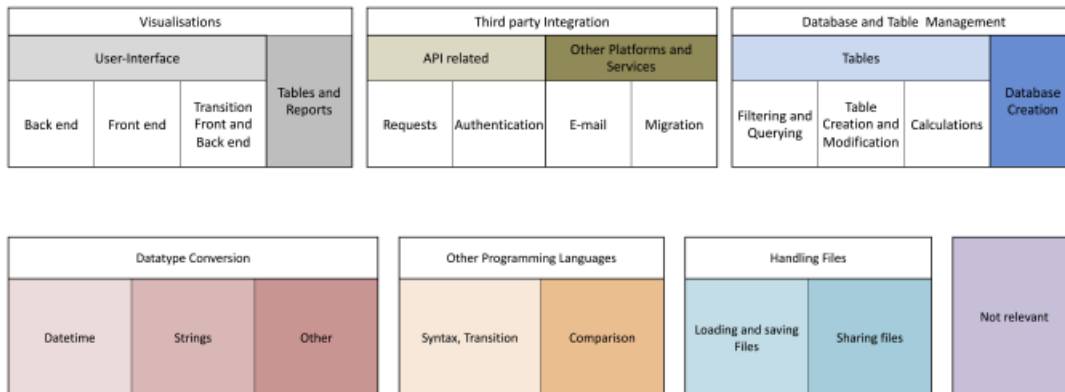 Visualisations
User-Interface
Tables and
Reports
Back end
Front end
Transition
Front and
Back end
Third party Integration
API related
Other Platforms and
Services
Requests
Authentication
E-mail
Migration
Database and Table Management
Tables
Database
Creation
Filtering and
Querying
Table
Creation and
Modification
Calculations
Datatype Conversion
Datetime
Strings
Other
Other Programming Languages
Syntax, Transition
Comparison
Handling Files
Loading and saving
Files
Sharing files
Not relevant